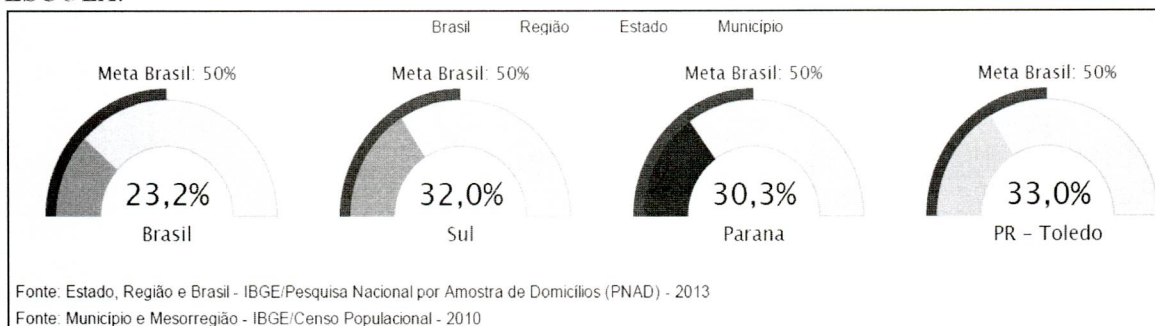 Brasil Região Estado Município
Meta Brasil: 50% Meta Brasil: 50% Meta Brasil: 50% Meta Brasil: 50%
23,2% 32,0% 30,3% 33,0%
Brasil Sul Parana PR - Toledo
Fonte: Estado, Região e Brasil - IBGE/Pesquisa Nacional por Amostra de Domicílios (PNAD) - 2013
Fonte: Município e Mesorregião - IBGE/Censo Populacional - 2010